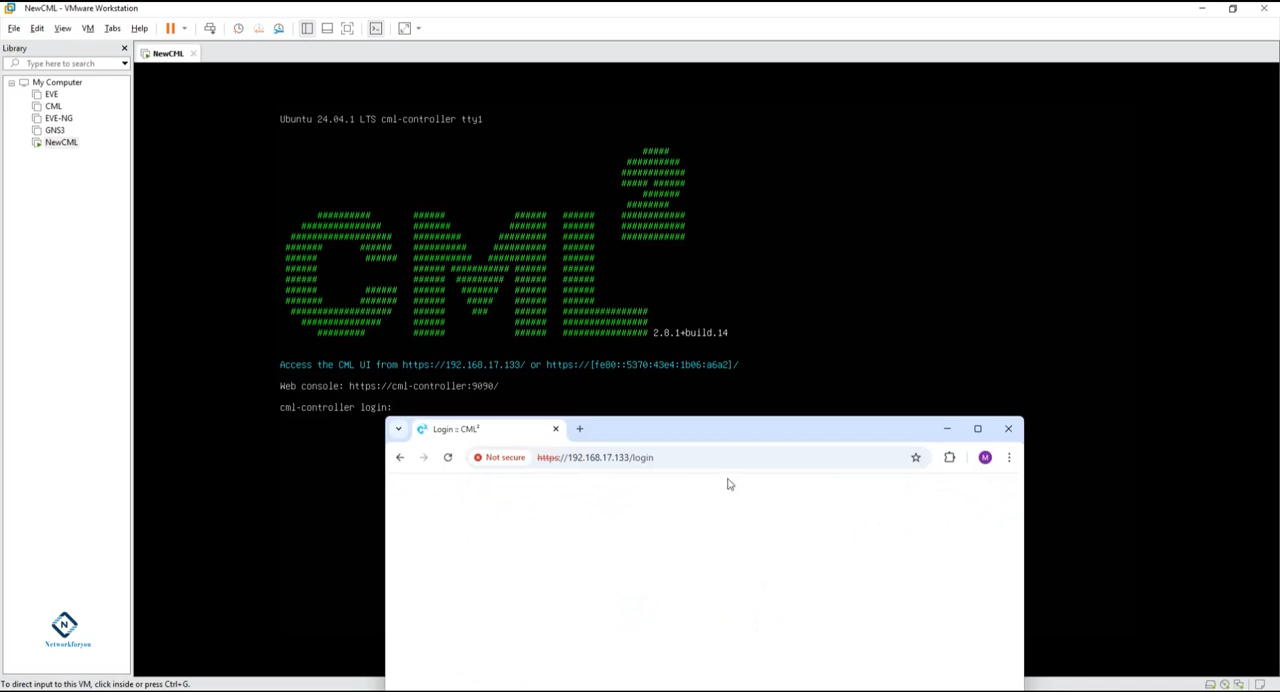 NewCML - VMware Workstation
File Edit View VM Tabs Help
Library
Type here to search
My Computer
EVE
CML
EVE-NG
GNS3
NewCML
NewCML
Ubuntu 24.04.1 LTS cml-controller tty1
2.8.1+build.14
Access the CML UI from https://192.168.17.133/ or https://[fe80::5370:43e4:1b06:a6a2]/
Web console: https://cml-controller:9090/
cml-controller login:
Login :: CML²
Not secure https://192.168.17.133/login
M
N
Networkforyou
To direct input to this VM, click inside or press Ctrl+G.